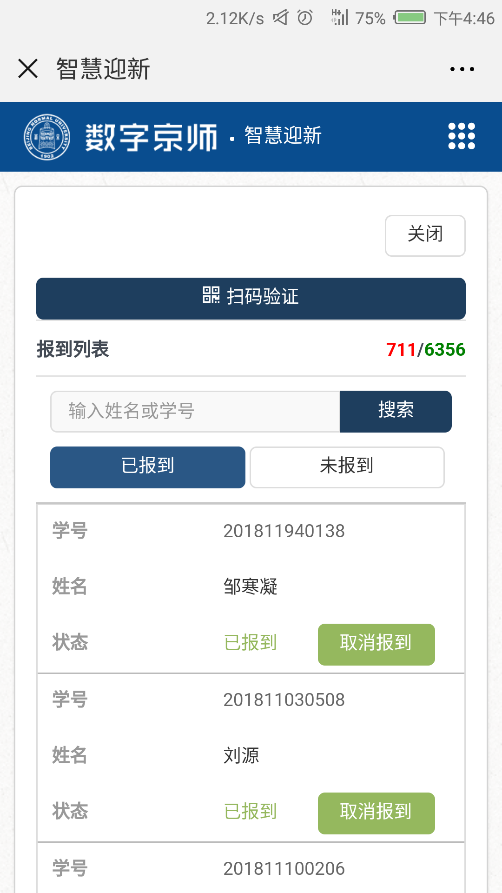 2.12K/s 75% 下午4:46
智慧迎新
数字京师 · 智慧迎新
关闭
扫码验证
报到列表 711/6356
输入姓名或学号 搜索
已报到 未报到
学号 201811940138
姓名 邹寒凝
状态 已报到 取消报到
学号 201811030508
姓名 刘源
状态 已报到 取消报到
学号 201811100206